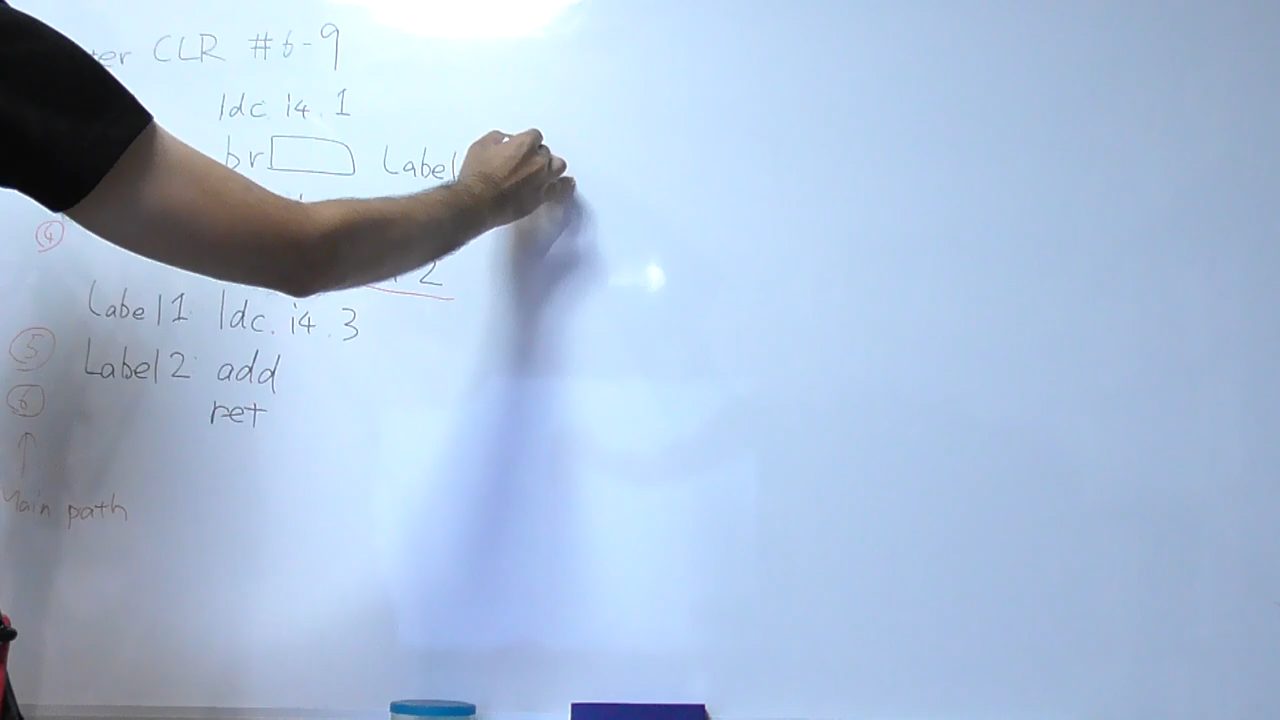 CLR #6-9
ldc. i4. 1
br Label
④
2
Label1 ldc. i4. 3
⑤
Label2 add
⑥
ret
↑
Main path